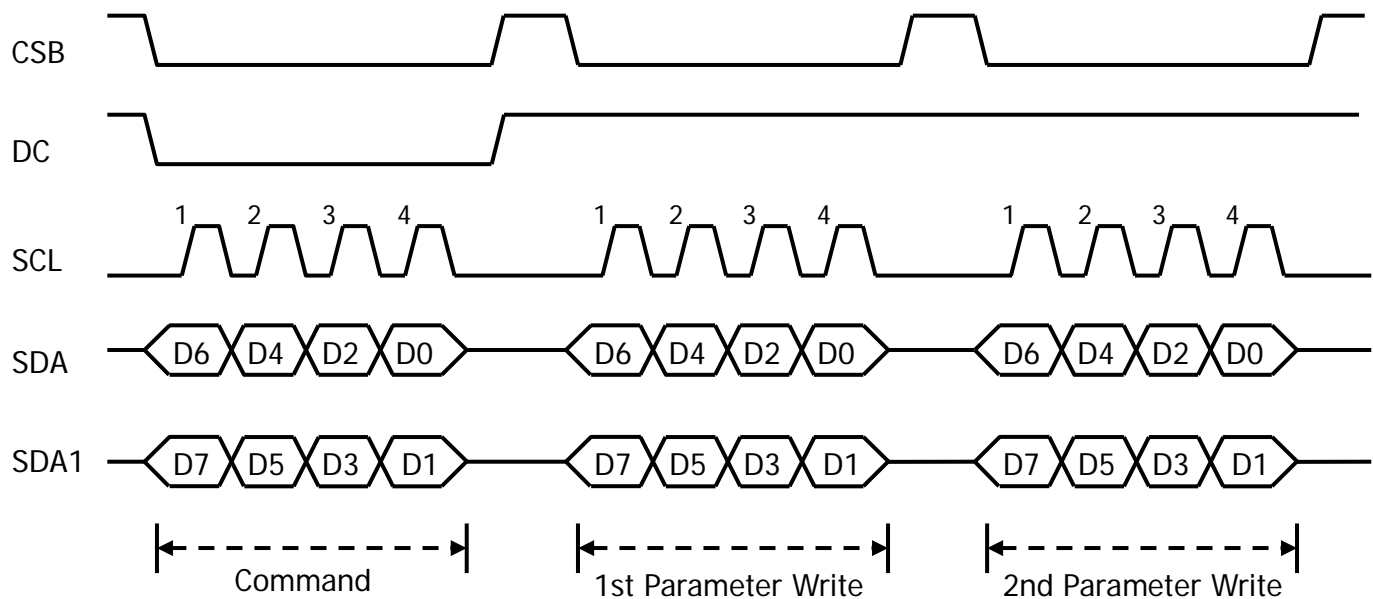 CSB
DC
1 2 3 4 1 2 3 4 1 2 3 4
SCL
SDA D6 D4 D2 D0 D6 D4 D2 D0 D6 D4 D2 D0
SDA1 D7 D5 D3 D1 D7 D5 D3 D1 D7 D5 D3 D1
Command 1st Parameter Write 2nd Parameter Write